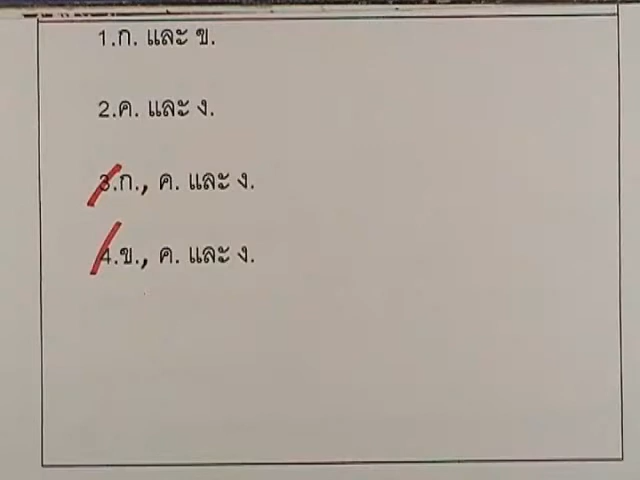 1.ก. และ ข.
2.ค. และ ง.
3.ก., ค. และ ง.
4.ข., ค. และ ง.